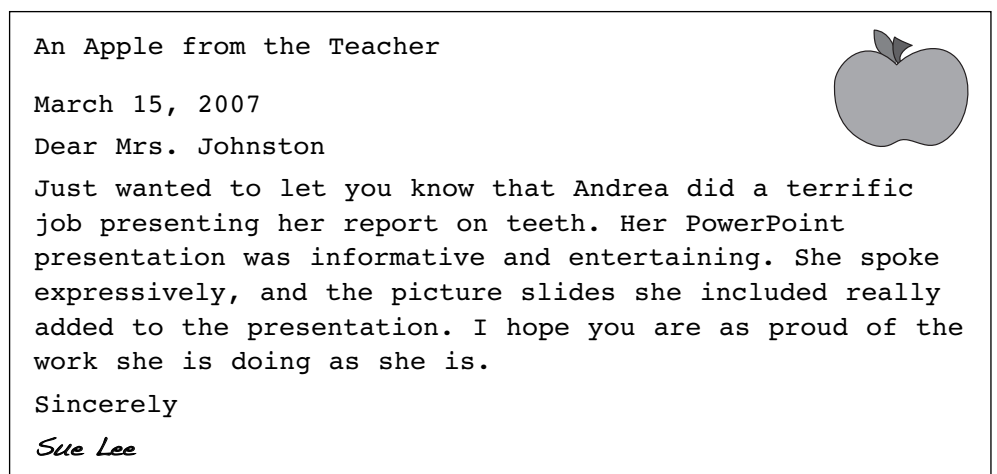 An Apple from the Teacher
March 15, 2007
Dear Mrs. Johnston
Just wanted to let you know that Andrea did a terrific
job presenting her report on teeth. Her PowerPoint
presentation was informative and entertaining. She spoke
expressively, and the picture slides she included really
added to the presentation. I hope you are as proud of the
work she is doing as she is.
Sincerely
Sue Lee